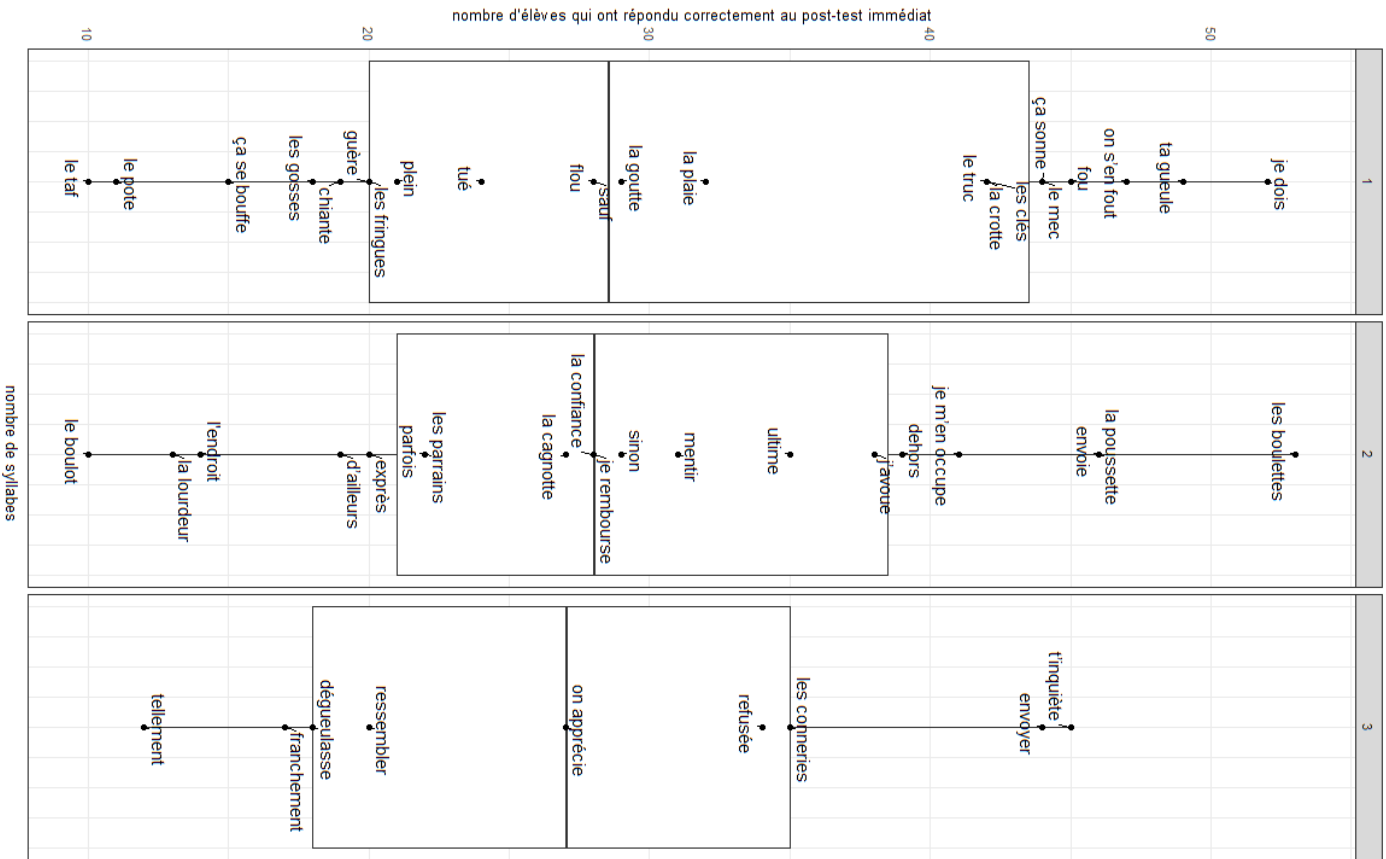 nombre d'élèves qui ont répondu correctement au post-test immédiat
10
20
30
40
50
1
je dois
ta gueule
on s'en fout
fou
ça sonne
le mec
les clés
la crotte
le truc
la plaie
la goutte
sauf
flou
tué
plein
les fringues
guère
chiante
les gosses
ça se bouffe
le pote
le taf
2
les boulettes
la poussette
envoie
je m'en occupe
dehors
j'avoue
ultime
mentir
sinon
je rembourse
la confiance
la cagnotte
les parrains
parfois
exprès
d'ailleurs
l'endroit
la lourdeur
le boulot
3
t'inquiète
envoyer
les conneries
refusée
on apprécie
ressembler
dégueulasse
franchement
tellement
nombre de syllabes